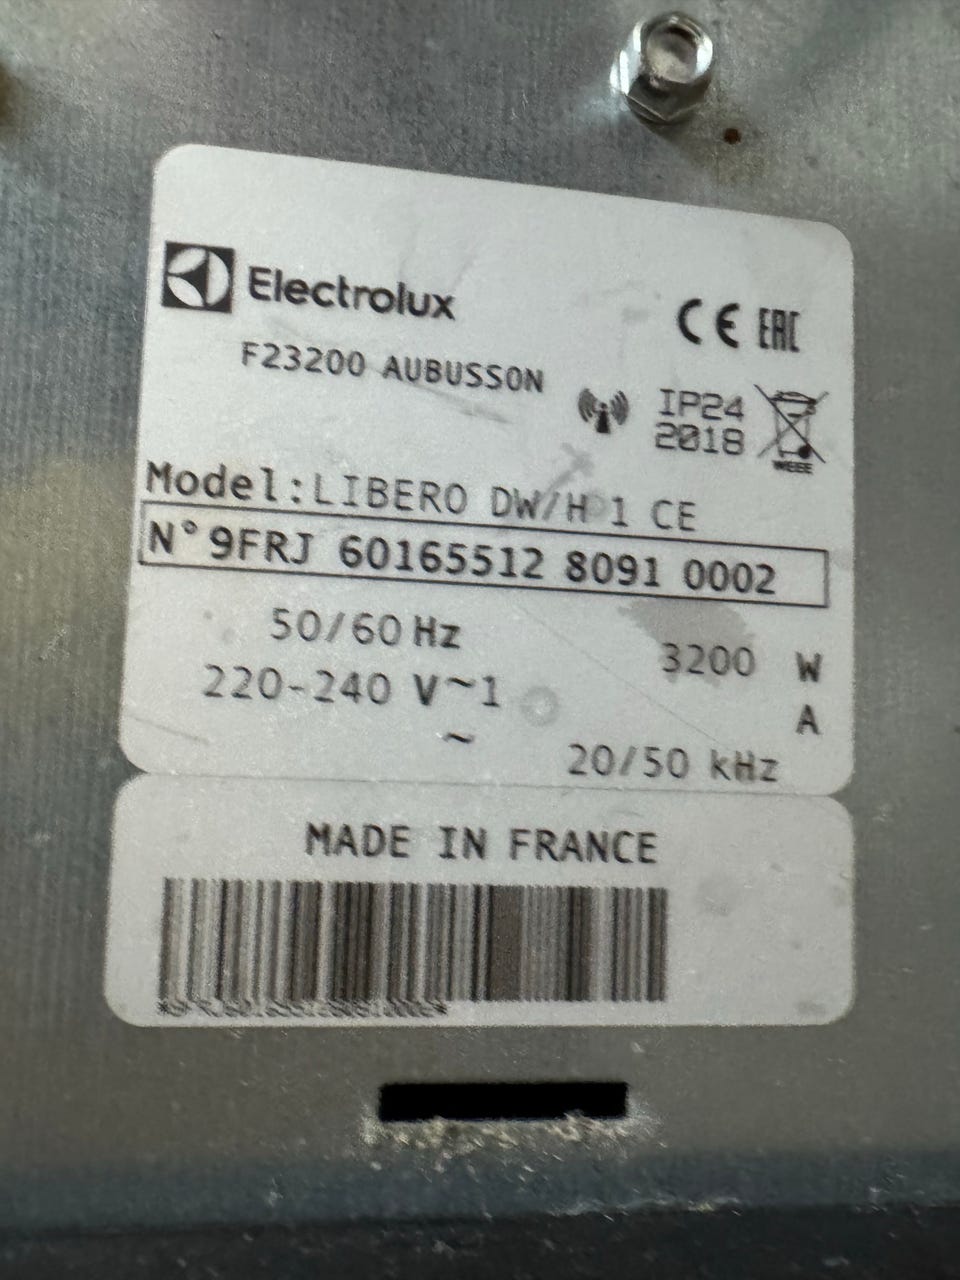 Electrolux
CE EAC
F23200 AUBUSSON
IP24
2018
WEEE
Model:LIBERO DW/H 1 CE
N°9FRJ 60165512 8091 0002
50/60 Hz
3200 W
220-240 V~1
A
~
20/50 kHz
MADE IN FRANCE